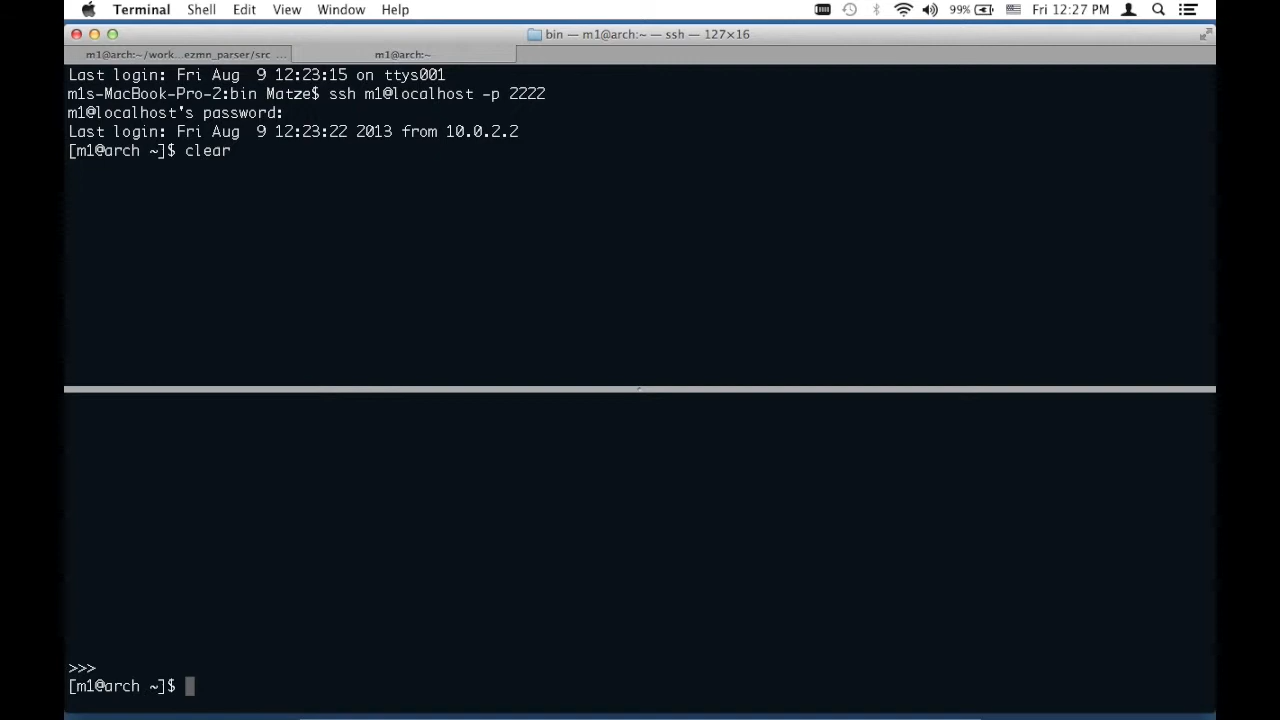 Terminal Shell Edit View Window Help 99% Fri 12:27 PM
bin — m1@arch:~ — ssh — 127×16
m1@arch:~/work...ezmn_parser/src ... m1@arch:~
Last login: Fri Aug  9 12:23:15 on ttys001
m1s-MacBook-Pro-2:bin Matze$ ssh m1@localhost -p 2222
m1@localhost's password:
Last login: Fri Aug  9 12:23:22 2013 from 10.0.2.2
[m1@arch ~]$ clear
>>>
[m1@arch ~]$